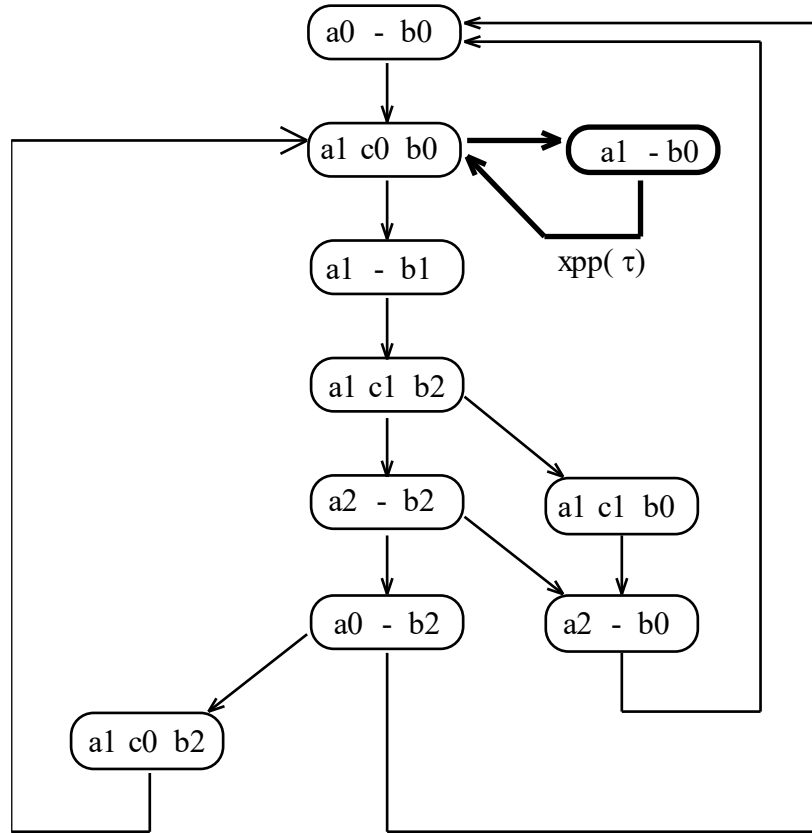 a0 - b0
a1 c0 b0
a1 - b0
xpp( τ)
a1 - b1
a1 c1 b2
a2 - b2
a1 c1 b0
a0 - b2
a2 - b0
a1 c0 b2